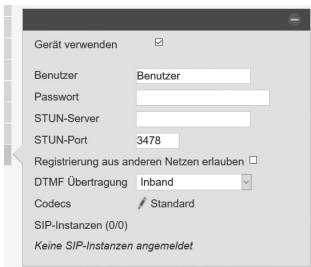 Gerät verwenden
Benutzer Benutzer
Passwort
STUN-Server
STUN-Port 3478
Registrierung aus anderen Netzen erlauben
DTMF Übertragung Inband
Codecs Standard
SIP-Instanzen (0/0)
Keine SIP-Instanzen angemeldet